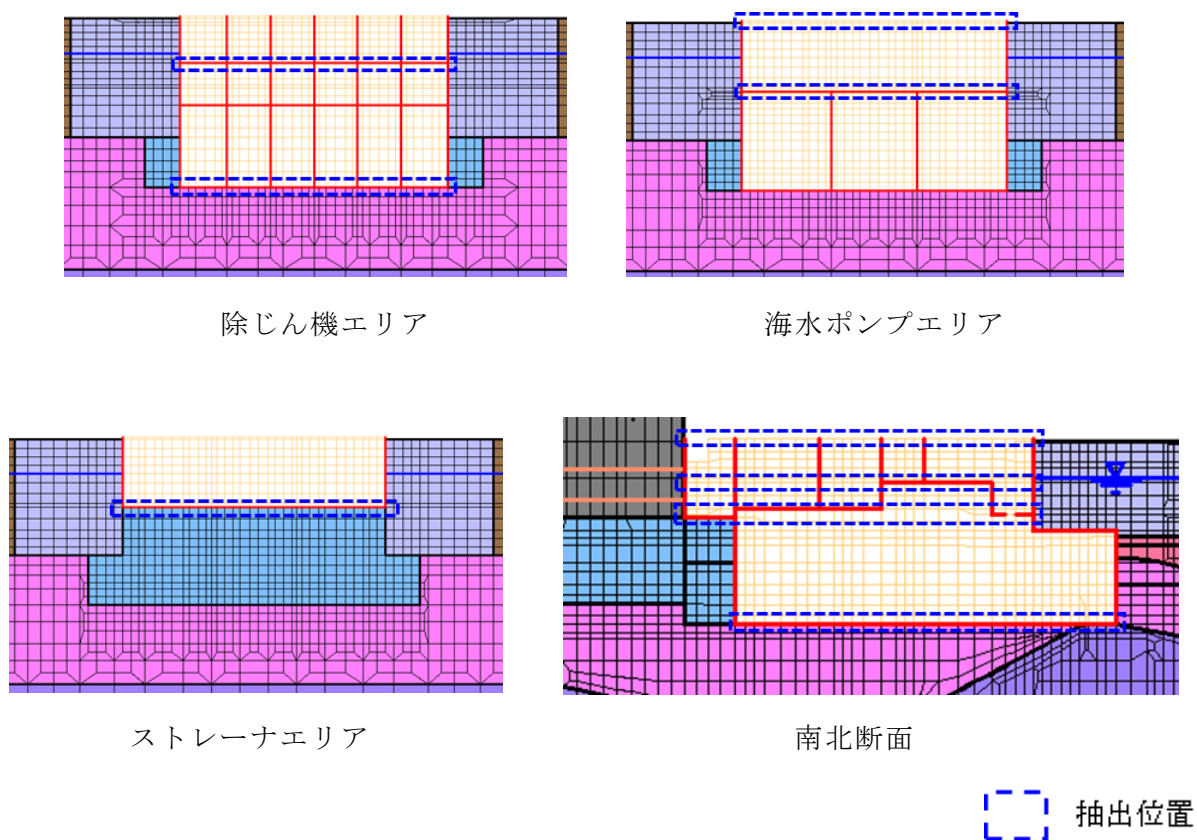 除じん機エリア
海水ポンプエリア
ストレーナエリア
南北断面
抽出位置